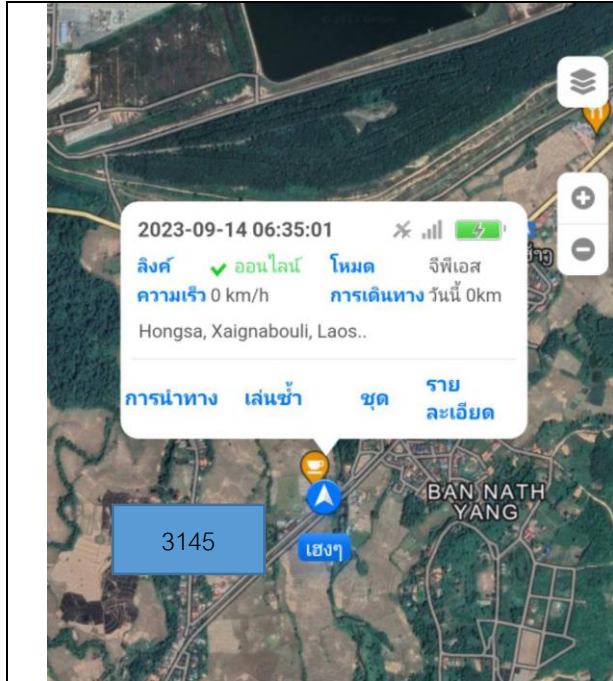 2023-09-14 06:35:01
ลิงค์ ออนไลน์ โหมด จีพีเอส
ความเร็ว 0 km/h การเดินทาง วันนี้ 0km
Hongsa, Xaignabouli, Laos..
การนำทาง เล่นซ้ำ ชุด ราย
ละเอียด
BAN NATH
YANG
3145
เฮงๆ